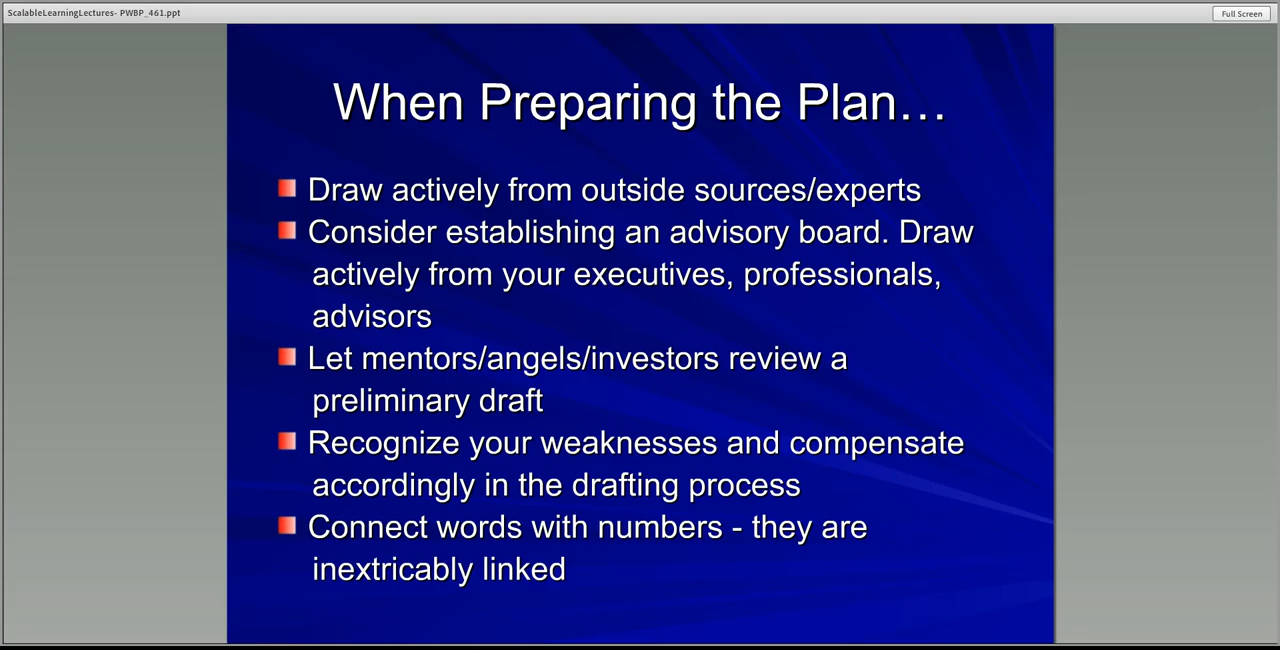 ScalableLearningLectures- PWBP_461.ppt
Full Screen
When Preparing the Plan…
Draw actively from outside sources/experts
Consider establishing an advisory board. Draw
actively from your executives, professionals,
advisors
Let mentors/angels/investors review a
preliminary draft
Recognize your weaknesses and compensate
accordingly in the drafting process
Connect words with numbers - they are
inextricably linked